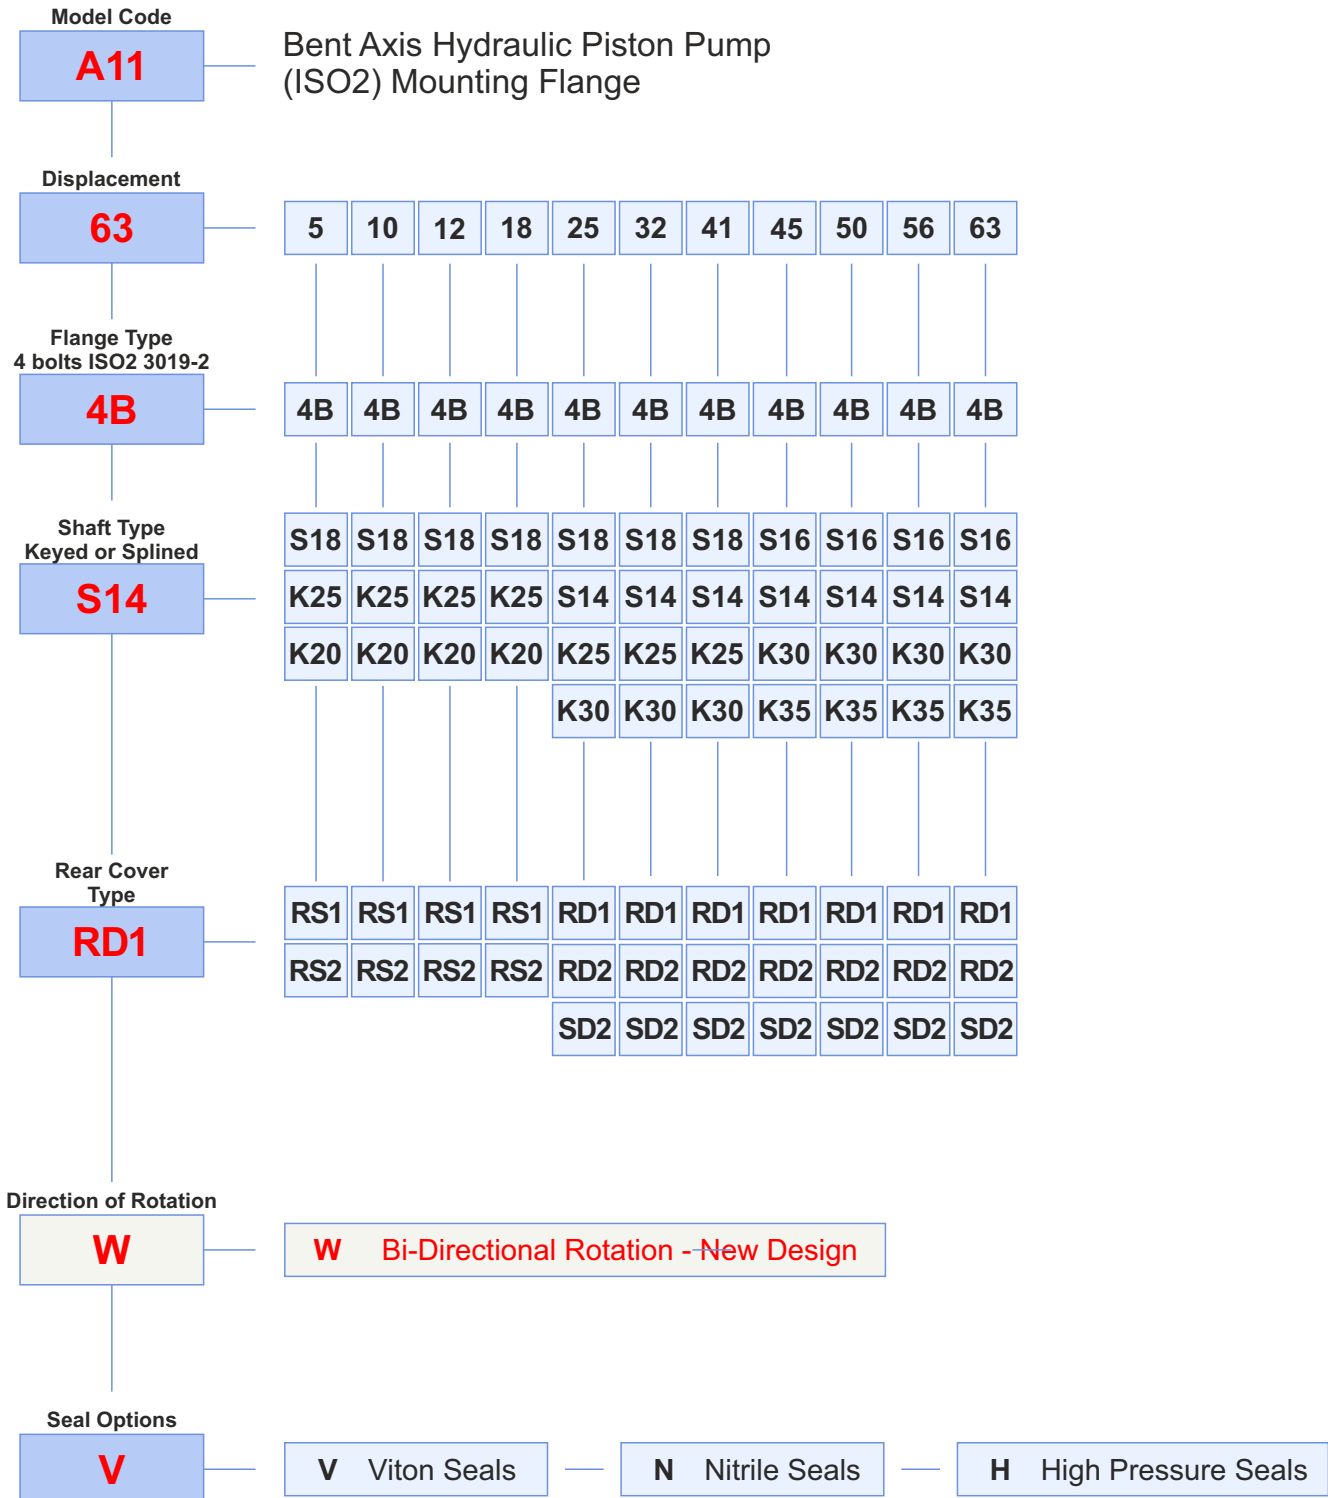 Model Code
A11
Bent Axis Hydraulic Piston Pump
(ISO2) Mounting Flange
Displacement
63
5 10 12 18 25 32 41 45 50 56 63
Flange Type
4 bolts ISO2 3019-2
4B
4B 4B 4B 4B 4B 4B 4B 4B 4B 4B 4B
Shaft Type
Keyed or Splined
S14
S18 S18 S18 S18 S18 S18 S18 S16 S16 S16 S16
K25 K25 K25 K25 S14 S14 S14 S14 S14 S14 S14
K20 K20 K20 K20 K25 K25 K25 K30 K30 K30 K30
K30 K30 K30 K35 K35 K35 K35
Rear Cover
Type
RD1
RS1 RS1 RS1 RS1 RD1 RD1 RD1 RD1 RD1 RD1 RD1
RS2 RS2 RS2 RS2 RD2 RD2 RD2 RD2 RD2 RD2 RD2
SD2 SD2 SD2 SD2 SD2 SD2 SD2
Direction of Rotation
W
W Bi-Directional Rotation - New Design
Seal Options
V
V Viton Seals
N Nitrile Seals
H High Pressure Seals